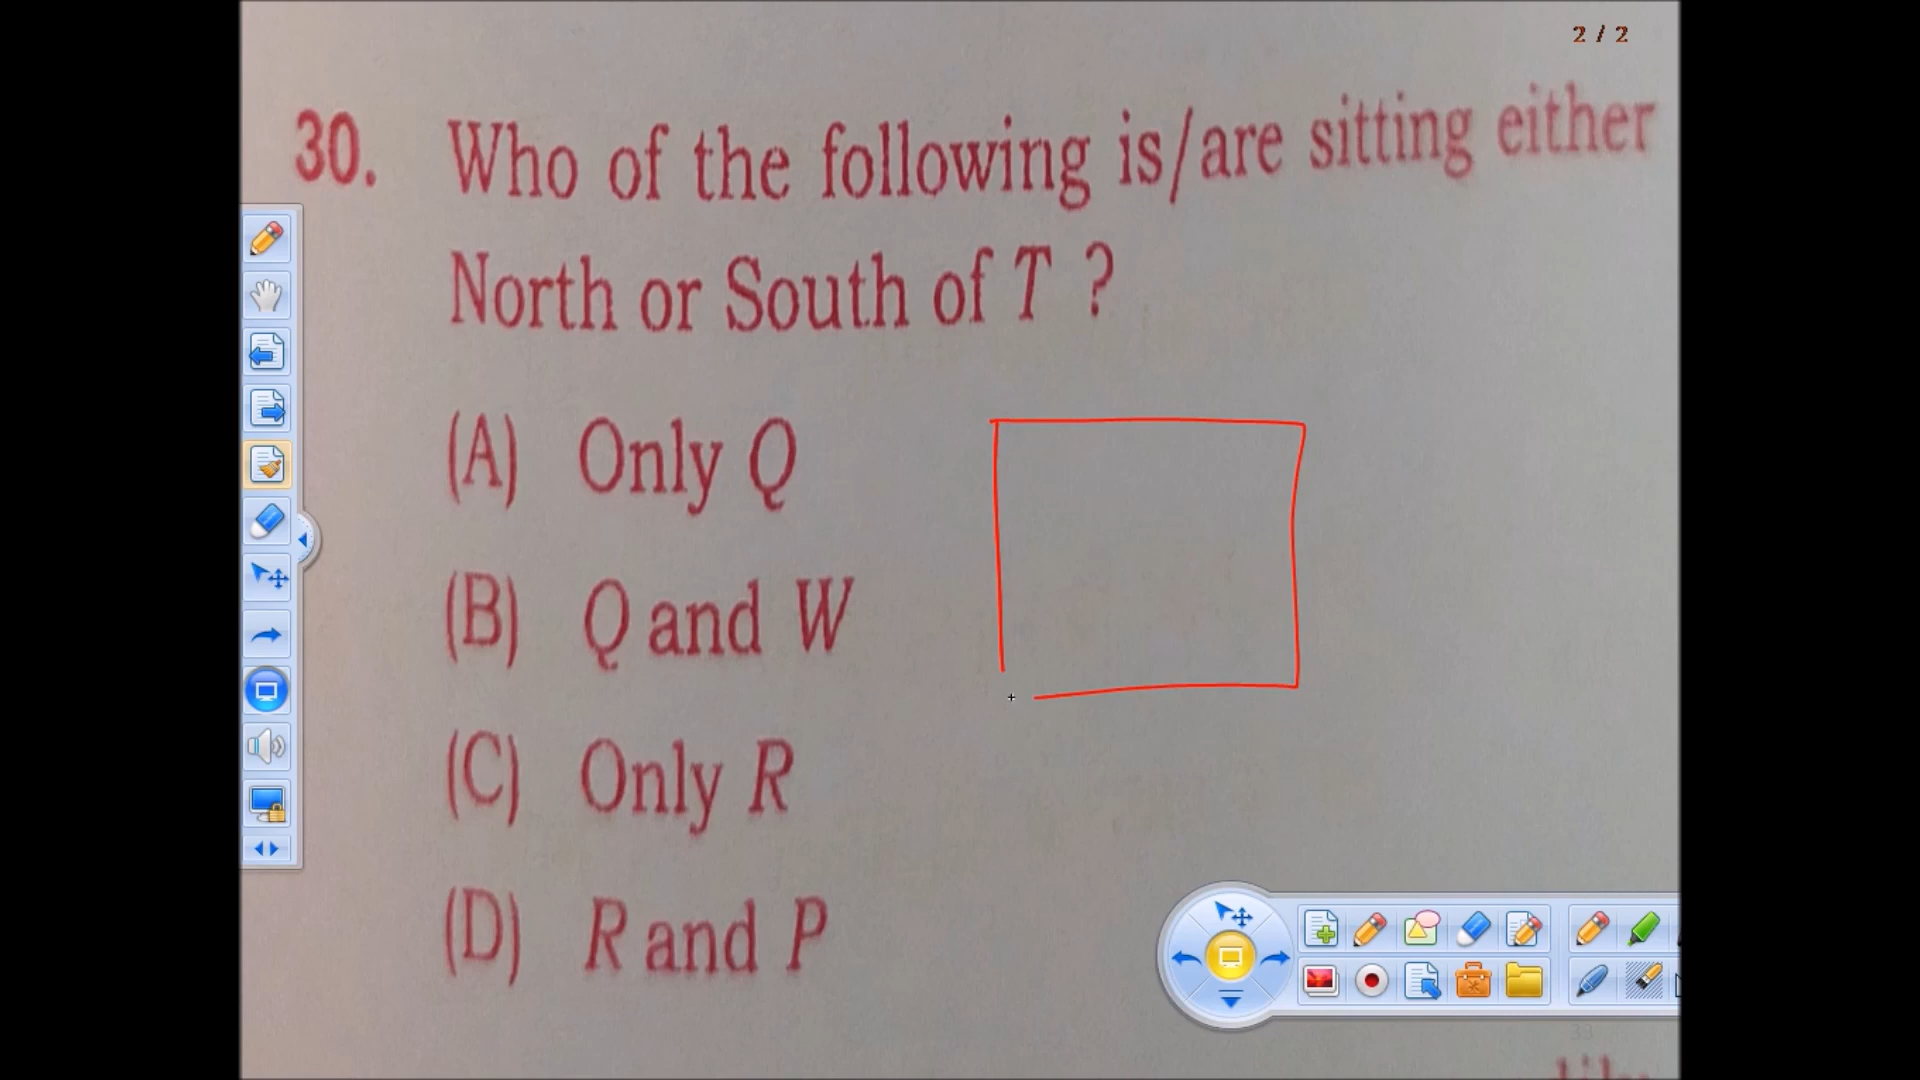 2 / 2
30. Who of the following is/are sitting either
North or South of T ?
(A) Only Q
(B) Q and W
(C) Only R
(D) R and P
33